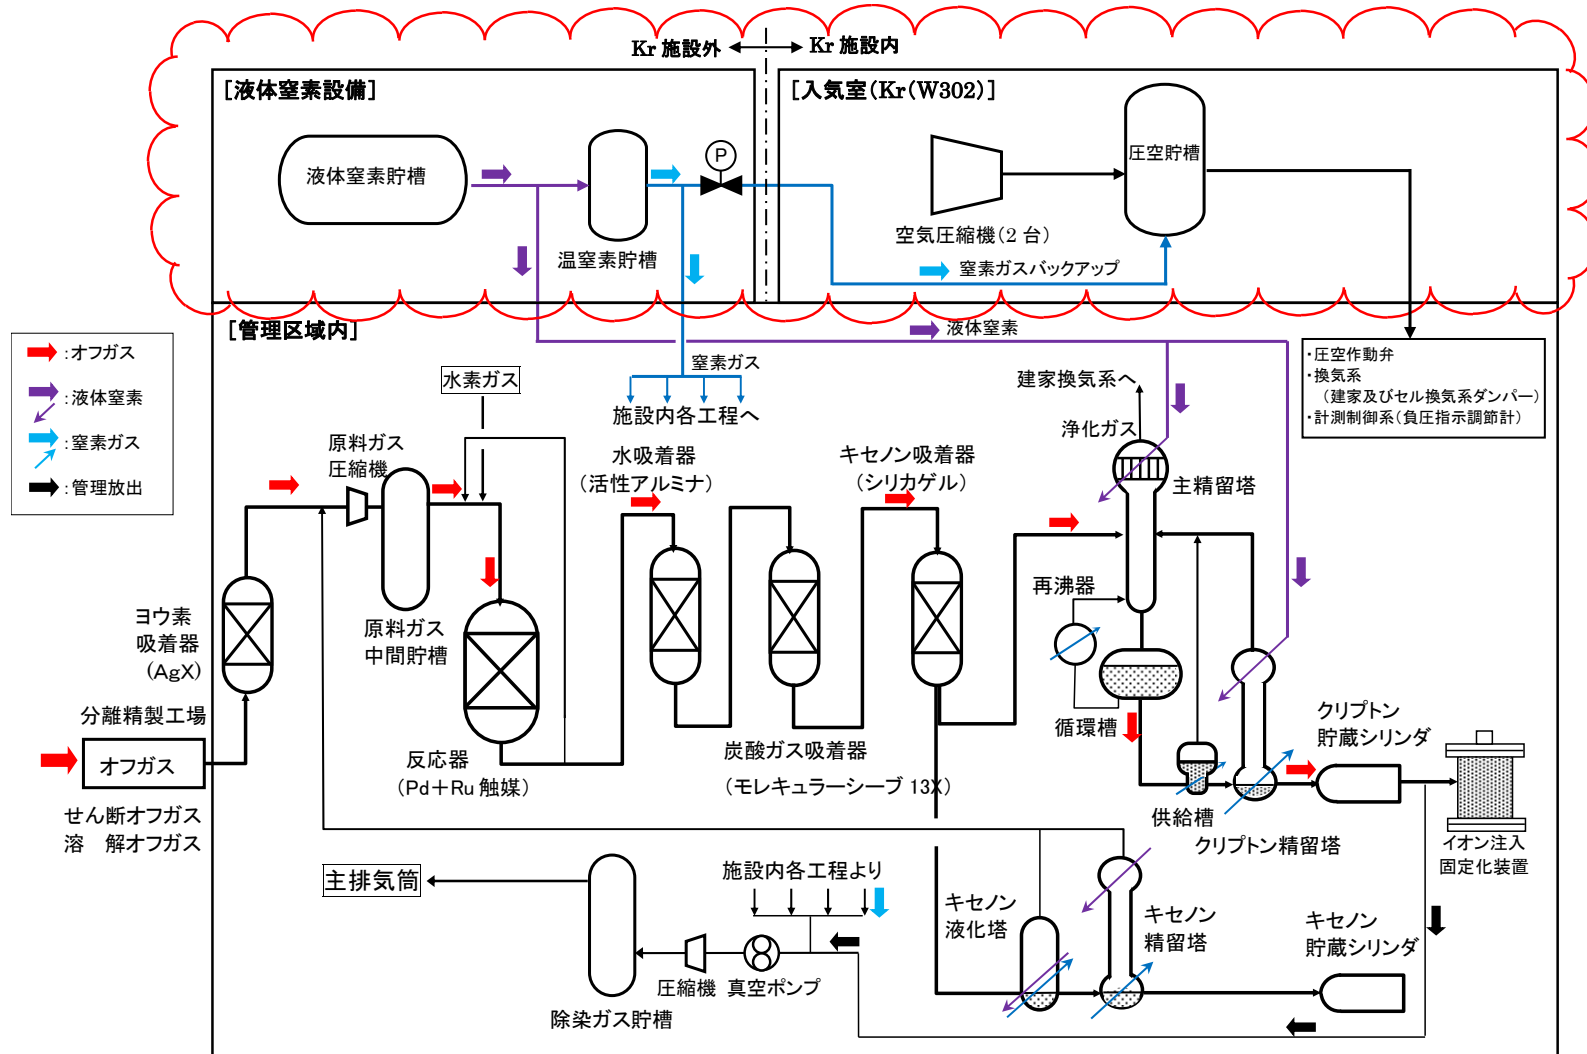 Kr 施設外
Kr 施設内
[液体窒素設備]
[入気室(Kr(W302)]
液体窒素貯槽
P
圧空貯槽
空気圧縮機(2 台)
温窒素貯槽
窒素ガスバックアップ
[管理区域内]
液体窒素
:オフガス
:液体窒素
:窒素ガス
:管理放出
・圧空作動弁
・換気系
(建家及びセル換気系ダンパー)
・計測制御系(負圧指示調節計)
水素ガス
窒素ガス
施設内各工程へ
建家換気系へ
浄化ガス
原料ガス
圧縮機
水吸着器
(活性アルミナ)
キセノン吸着器
(シリカゲル)
主精留塔
再沸器
ヨウ素
吸着器
(AgX)
原料ガス
中間貯槽
分離精製工場
オフガス
せん断オフガス
溶 解オフガス
反応器
(Pd+Ru 触媒)
炭酸ガス吸着器
(モレキュラーシーブ 13X)
循環槽
供給槽
クリプトン精留塔
クリプトン
貯蔵シリンダ
イオン注入
固定化装置
主排気筒
施設内各工程より
キセノン
液化塔
キセノン
精留塔
キセノン
貯蔵シリンダ
圧縮機
真空ポンプ
除染ガス貯槽